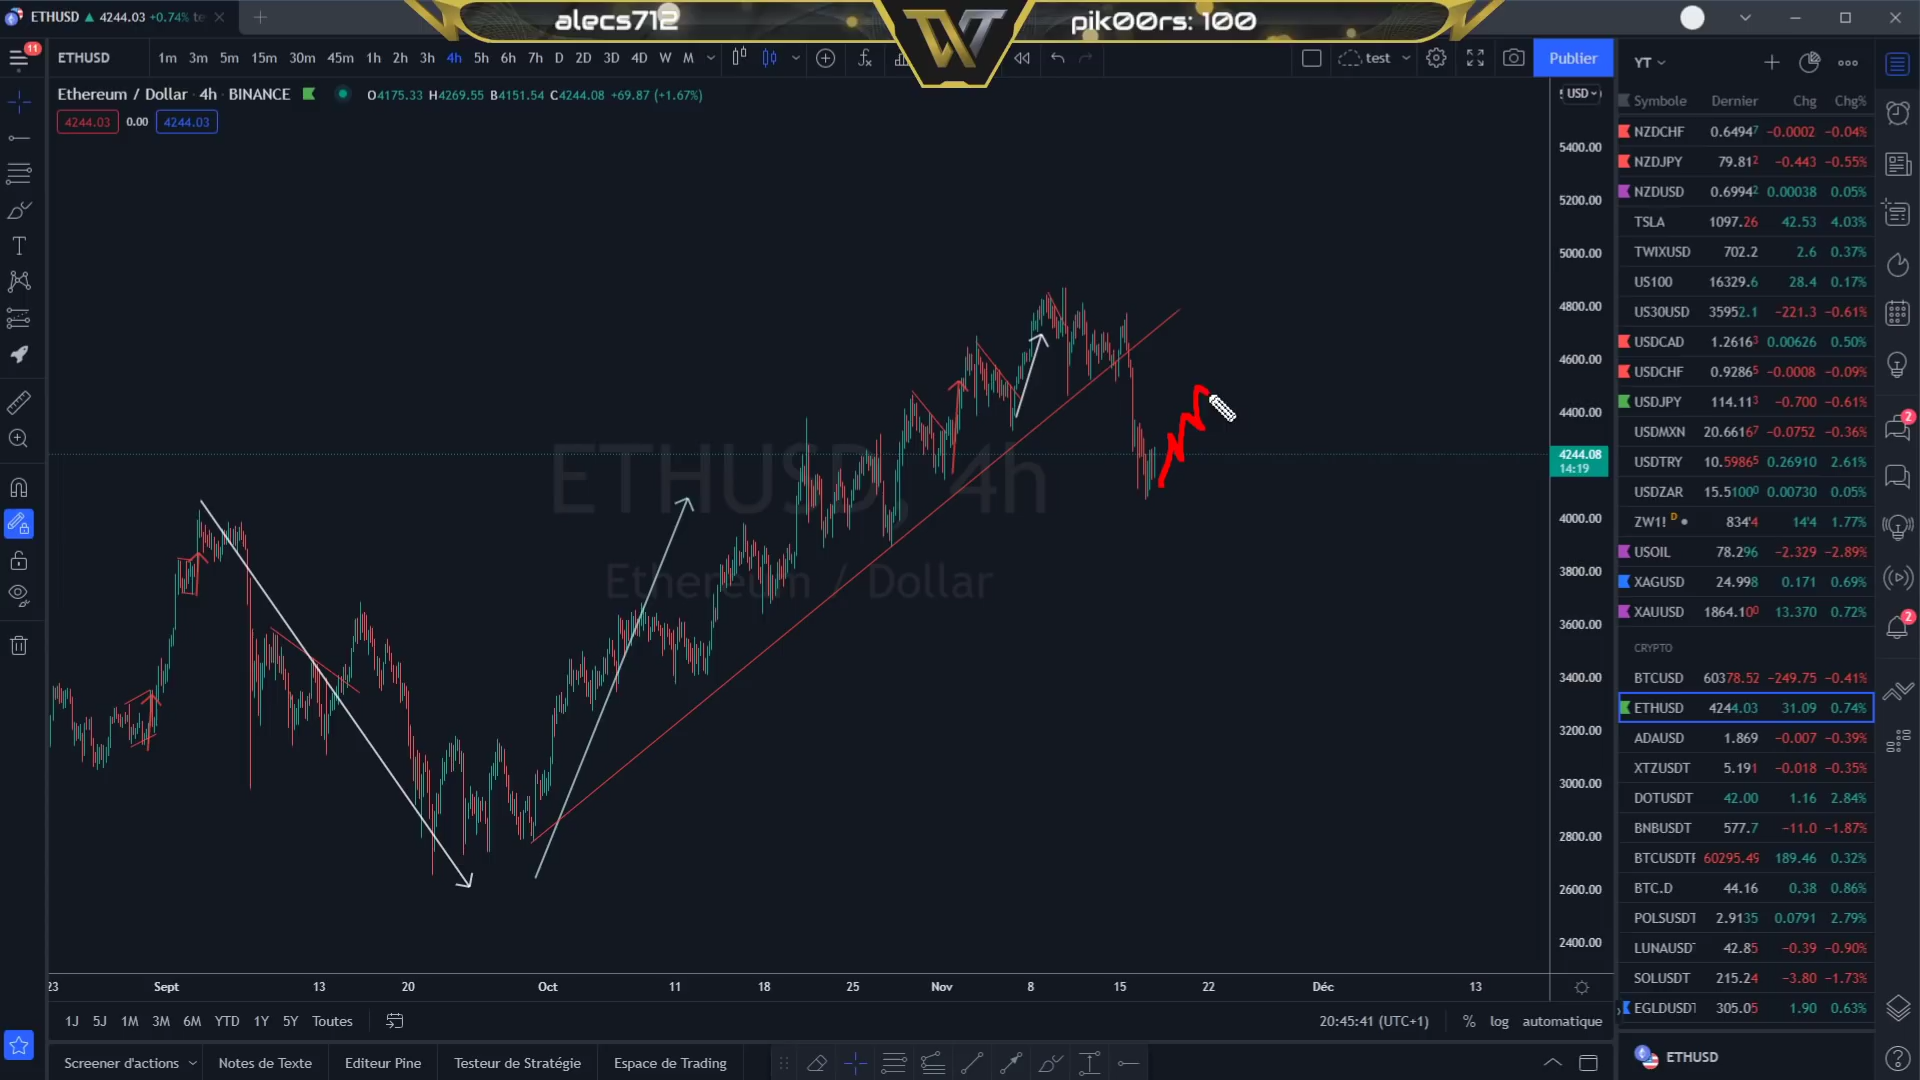 ETHUSD ▲ 4244.03 +0.74% te
alecs712
pik00rs: 100
11
ETHUSD
1m 3m 5m 15m 30m 45m 1h 2h 3h 4h 5h 6h 7h D 2D 3D 4D W M
test
Publier
YT
Ethereum / Dollar · 4h · BINANCE
O4175.33 H4269.55 B4151.54 C4244.08 +69.87 (+1.67%)
4244.03 0.00 4244.03
USD
ETHUSD, 4h
Ethereum / Dollar
5400.00
5200.00
5000.00
4800.00
4600.00
4400.00
4244.08
14:19
4000.00
3800.00
3600.00
3400.00
3200.00
3000.00
2800.00
2600.00
2400.00
23 Sept 13 20 Oct 11 18 25 Nov 8 15 22 Déc 13
1J 5J 1M 3M 6M YTD 1Y 5Y Toutes
20:45:41 (UTC+1) % log automatique
Screener d'actions Notes de Texte Editeur Pine Testeur de Stratégie Espace de Trading
Symbole Dernier Chg Chg%
NZDCHF 0.64947 −0.0002 −0.04%
NZDJPY 79.812 −0.443 −0.55%
NZDUSD 0.69942 0.00038 0.05%
TSLA 1097.26 42.53 4.03%
TWIXUSD 702.2 2.6 0.37%
US100 16329.6 28.4 0.17%
US30USD 35952.1 −221.3 −0.61%
USDCAD 1.26163 0.00626 0.50%
USDCHF 0.92865 −0.0008 −0.09%
USDJPY 114.113 −0.700 −0.61%
USDMXN 20.66167 −0.0752 −0.36%
USDTRY 10.59865 0.26910 2.61%
USDZAR 15.51000 0.00730 0.05%
ZW1! D 834'4 14'4 1.77%
USOIL 78.296 −2.329 −2.89%
XAGUSD 24.998 0.171 0.69%
XAUUSD 1864.100 13.370 0.72%
CRYPTO
BTCUSD 60378.52 −249.75 −0.41%
ETHUSD 4244.03 31.09 0.74%
ADAUSD 1.869 −0.007 −0.39%
XTZUSDT 5.191 −0.018 −0.35%
DOTUSDT 42.00 1.16 2.84%
BNBUSDT 577.7 −11.0 −1.87%
BTCUSDTF 60295.49 189.46 0.32%
BTC.D 44.16 0.38 0.86%
POLSUSDT 2.9135 0.0791 2.79%
LUNAUSDT 42.85 −0.39 −0.90%
SOLUSDT 215.24 −3.80 −1.73%
EGLDUSDT 305.05 1.90 0.63%
ETHUSD
2
2